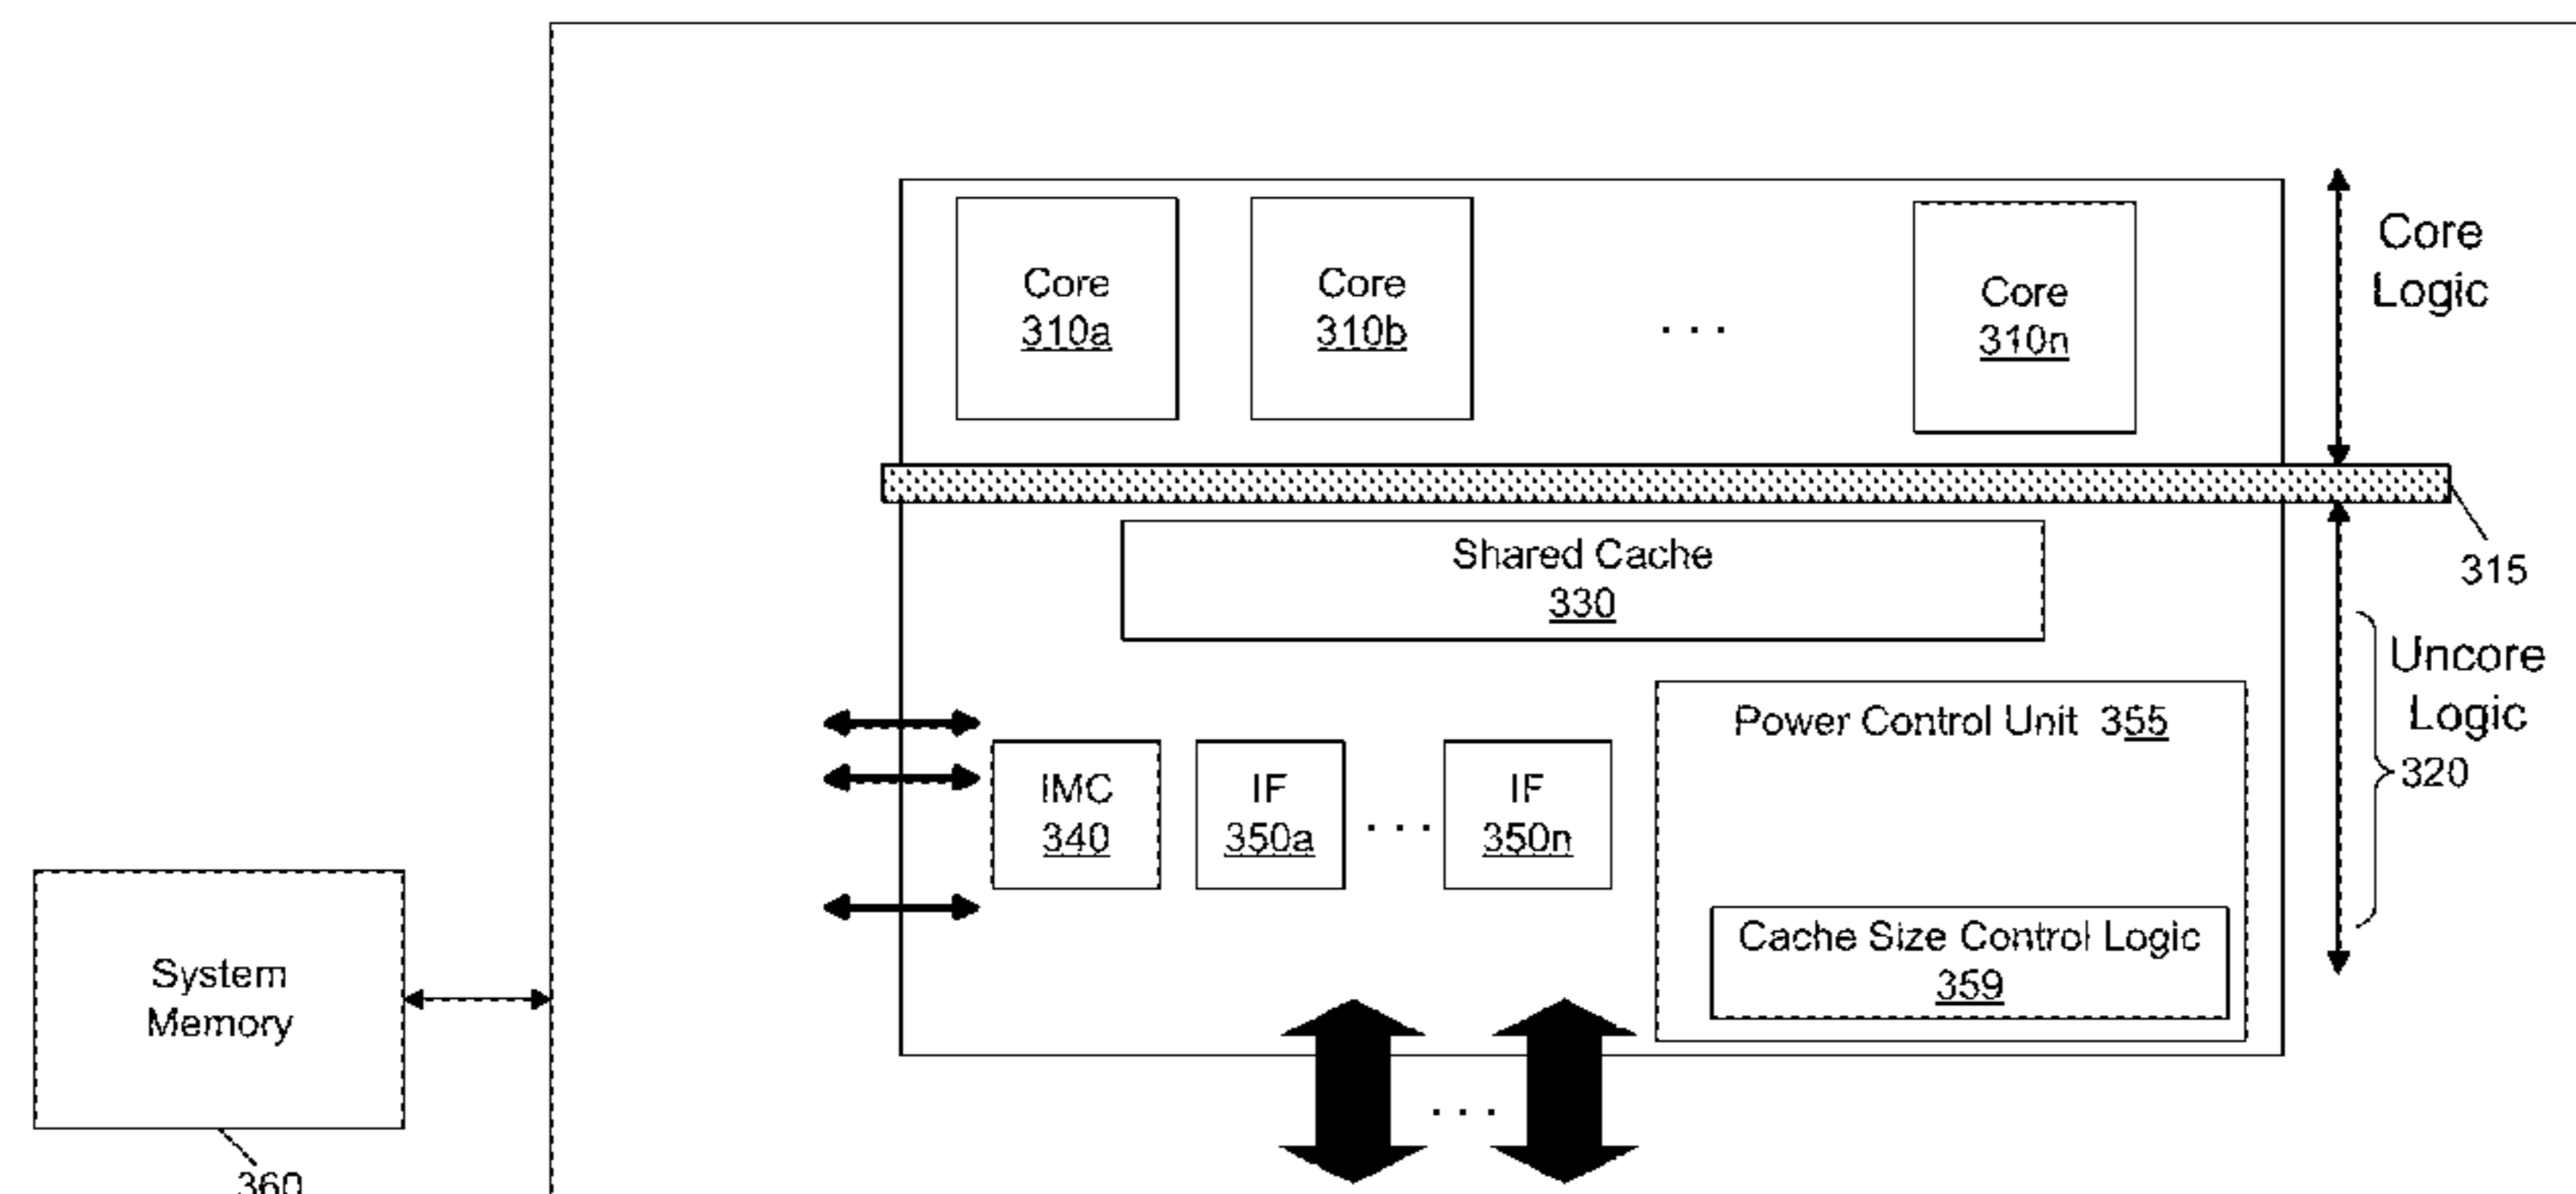 Core
310a
Core
310b
. . .
Core
310n
Core
Logic
315
Shared Cache
330
Uncore
Logic
320
Power Control Unit 355
IMC
340
IF
350a
. . .
IF
350n
Cache Size Control Logic
359
System
Memory
. . .
360